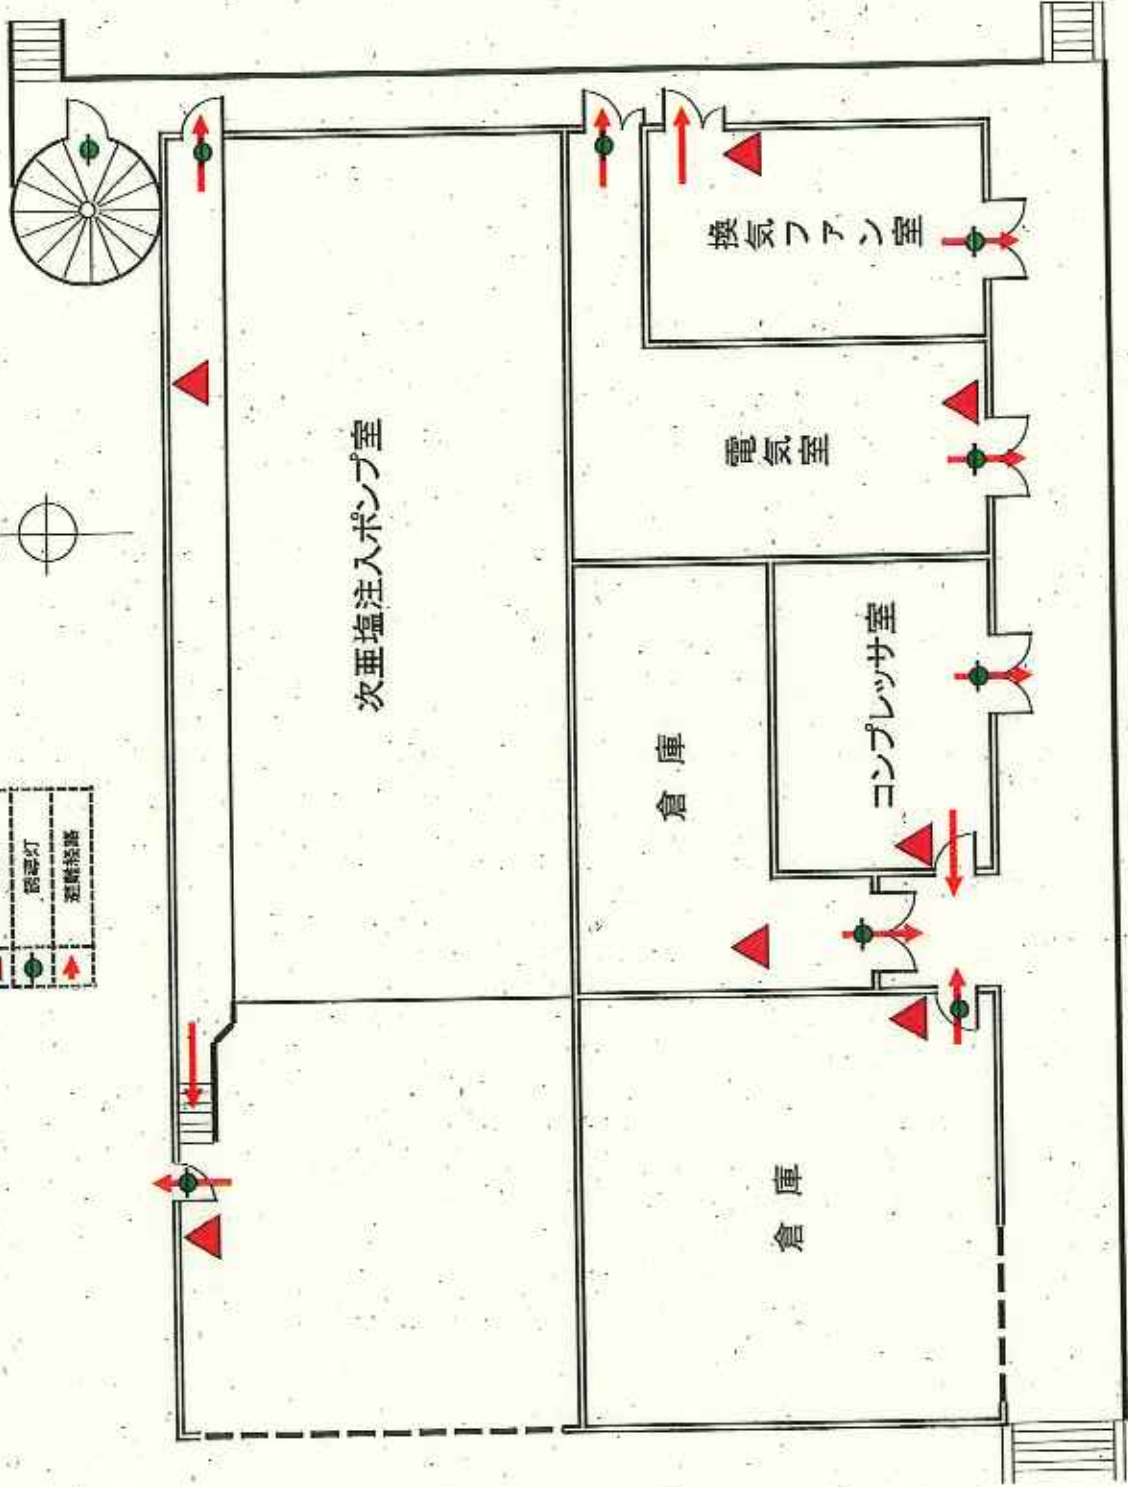 誘導灯
避難経路
次亜塩注入ポンプ室
換気ファン室
電気室
倉庫
コンプレッサ室
倉庫